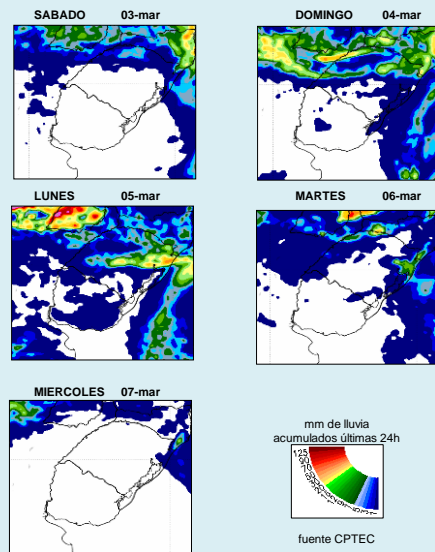 SABADO 03-mar
DOMINGO 04-mar
LUNES 05-mar
MARTES 06-mar
MIERCOLES 07-mar
mm de lluvia
acumulados últimas 24h
125
fuente CPTEC